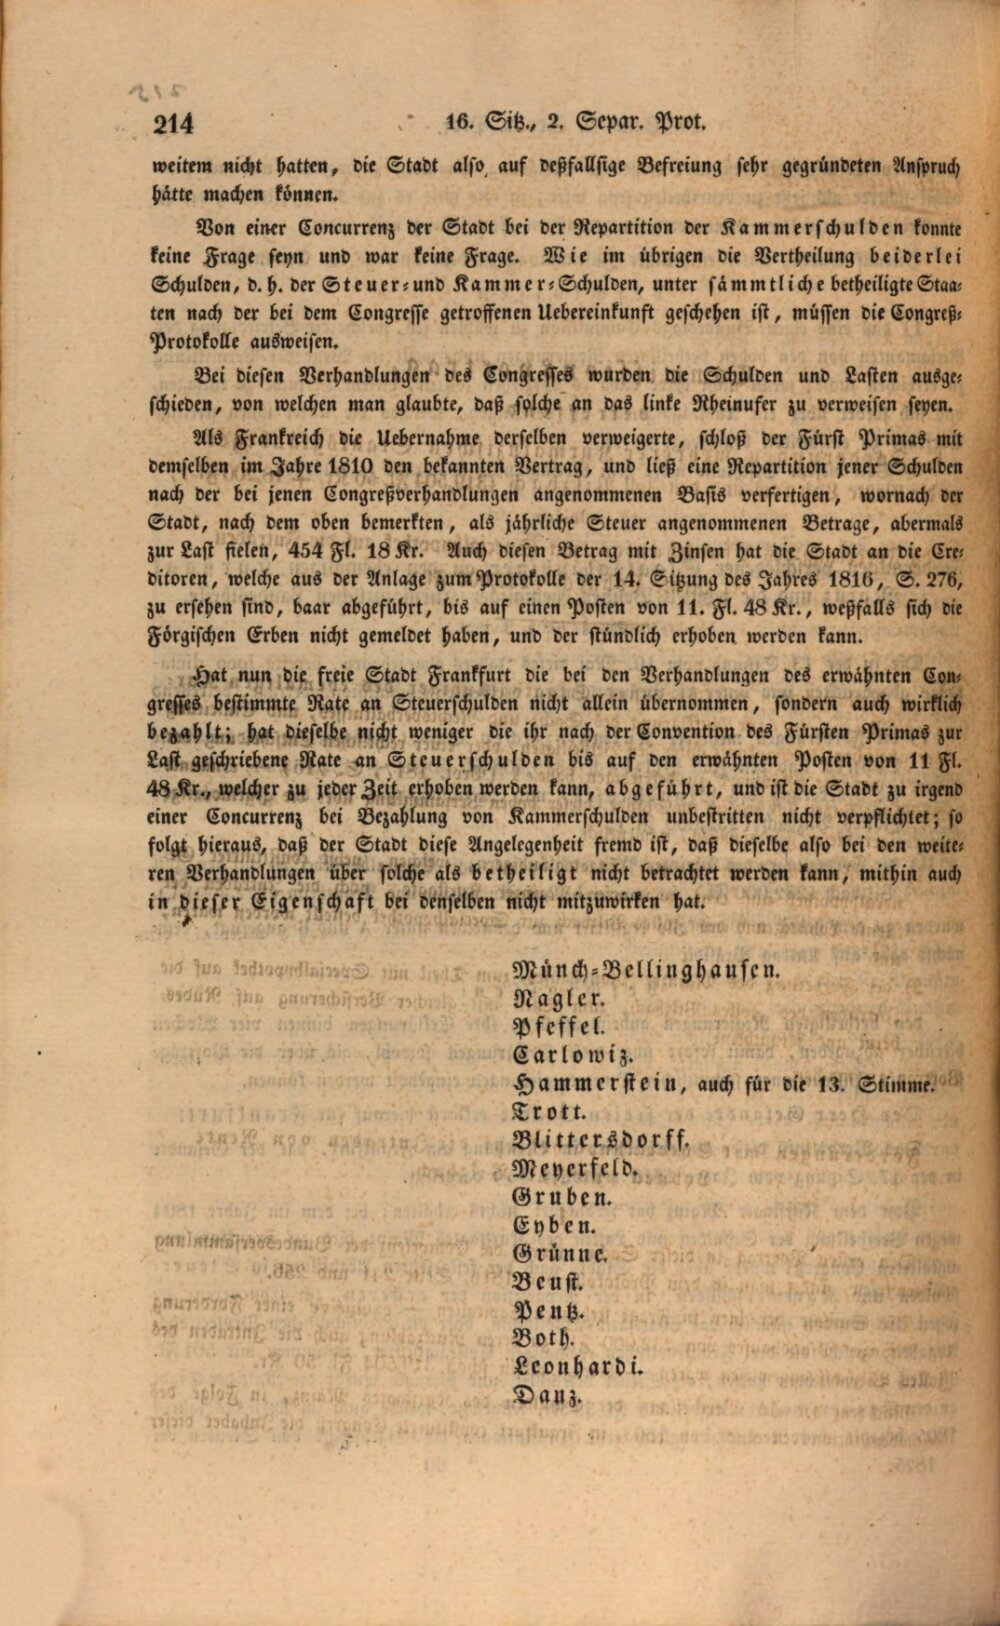 215
214
16. Sitz., 2. Separ. Prot.
weitem nicht hatten, die Stadt also auf deßfallsige Befreiung sehr gegründeten Anspruch
hätte machen können.
Von einer Concurrenz der Stadt bei der Repartition der Kammerschulden konnte
keine Frage seyn und war keine Frage. Wie im übrigen die Vertheilung beiderlei
Schulden, d. h. der Steuer- und Kammer-Schulden, unter sämmtliche betheiligte Staa-
ten nach der bei dem Congresse getroffenen Uebereinkunft geschehen ist, müssen die Congreß-
Protokolle ausweisen.
Bei diesen Verhandlungen des Congresses wurden die Schulden und Lasten ausge-
schieden, von welchen man glaubte, daß solche an das linke Rheinufer zu verweisen seyen.
Als Frankreich die Uebernahme derselben verweigerte, schloß der Fürst Primas mit
demselben im Jahre 1810 den bekannten Vertrag, und ließ eine Repartition jener Schulden
nach der bei jenen Congreßverhandlungen angenommenen Basis verfertigen, wornach der
Stadt, nach dem oben bemerkten, als jährliche Steuer angenommenen Betrage, abermals
zur Last fielen, 454 Fl. 18 Kr. Auch diesen Betrag mit Zinsen hat die Stadt an die Cre-
ditoren, welche aus der Anlage zum Protokolle der 14. Sitzung des Jahres 1816, S. 276,
zu ersehen sind, baar abgeführt, bis auf einen Posten von 11. Fl. 48 Kr., weßfalls sich die
Förgischen Erben nicht gemeldet haben, und der stündlich erhoben werden kann.
Hat nun die freie Stadt Frankfurt die bei den Verhandlungen des erwähnten Con-
gresses bestimmte Rate an Steuerschulden nicht allein übernommen, sondern auch wirklich
bezahlt; hat dieselbe nicht weniger die ihr nach der Convention des Fürsten Primas zur
Last geschriebene Rate an Steuerschulden bis auf den erwähnten Posten von 11 Fl.
48 Kr., welcher zu jeder Zeit erhoben werden kann, abgeführt, und ist die Stadt zu irgend
einer Concurrenz bei Bezahlung von Kammerschulden unbestritten nicht verpflichtet; so
folgt hieraus, daß der Stadt diese Angelegenheit fremd ist, daß dieselbe also bei den weite-
ren Verhandlungen über solche als betheiligt nicht betrachtet werden kann, mithin auch
in dieser Eigenschaft bei denselben nicht mitzuwirken hat.
Münch-Bellinghausen.
Nagler.
Pfeffel.
Carlowiz.
Hammerstein, auch für die 13. Stimme.
Trott.
Blittersdorff.
Meyerfeld.
Gruben.
Eyben.
Grünne.
Beust.
Pentz.
Both.
Leonhardi.
Danz.